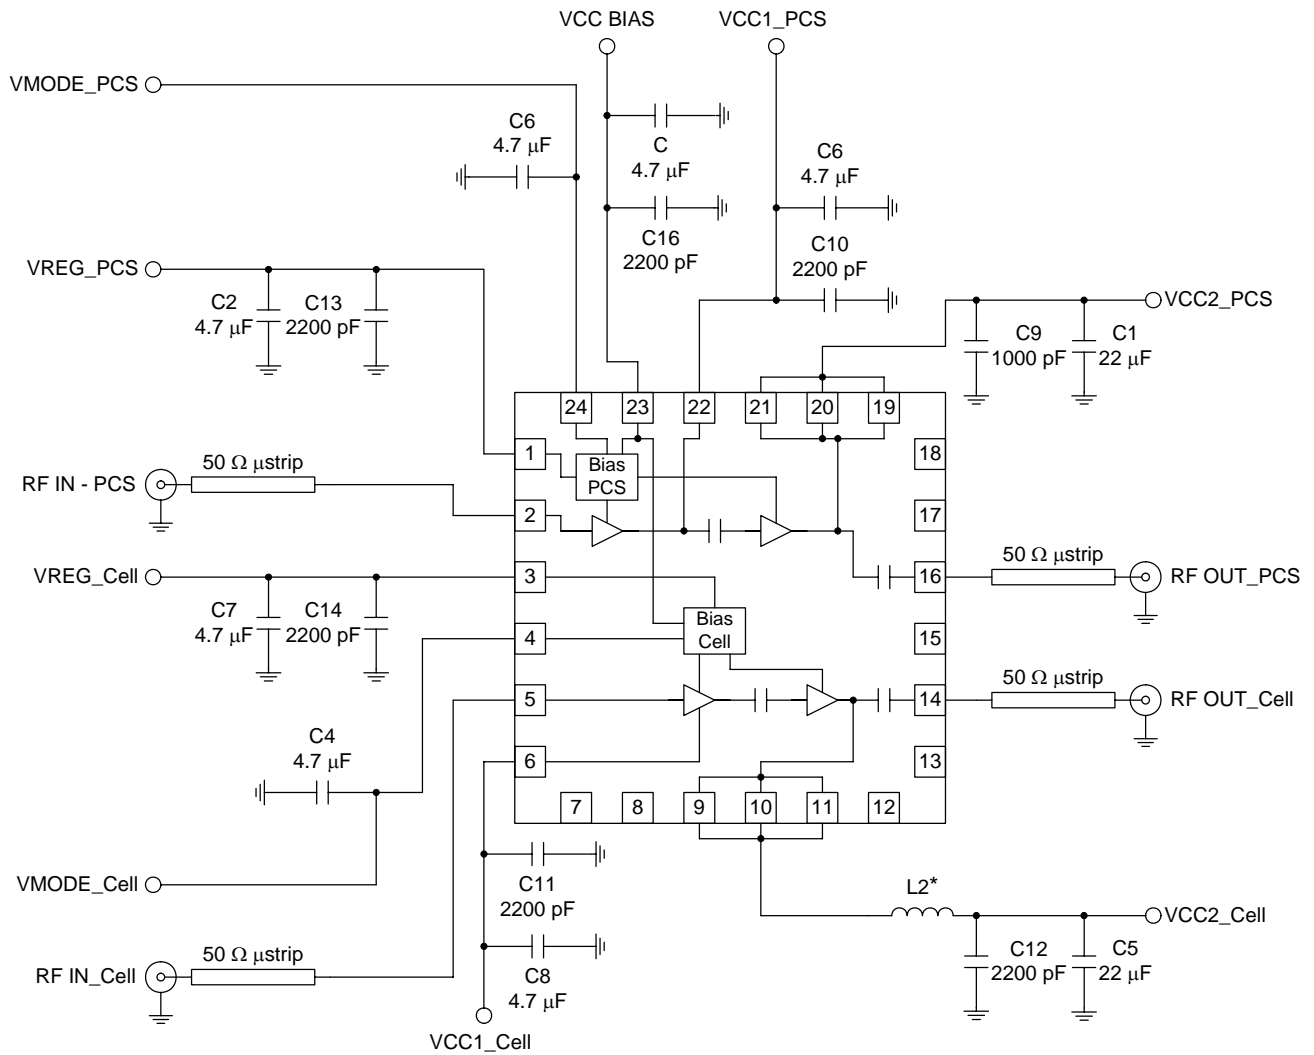 VCC BIAS
VCC1_PCS
VMODE_PCS
C6
4.7 μF
C
4.7 μF
C6
4.7 μF
C16
2200 pF
C10
2200 pF
VREG_PCS
C2
4.7 μF
C13
2200 pF
VCC2_PCS
C9
1000 pF
C1
22 μF
24
23
22
21
20
19
1
Bias
PCS
18
RF IN - PCS
50 Ω μstrip
2
17
VREG_Cell
3
16
50 Ω μstrip
RF OUT_PCS
C7
4.7 μF
C14
2200 pF
Bias
Cell
4
15
5
14
50 Ω μstrip
RF OUT_Cell
C4
4.7 μF
6
13
7
8
9
10
11
12
VMODE_Cell
C11
2200 pF
L2*
VCC2_Cell
RF IN_Cell
50 Ω μstrip
C8
4.7 μF
C12
2200 pF
C5
22 μF
VCC1_Cell